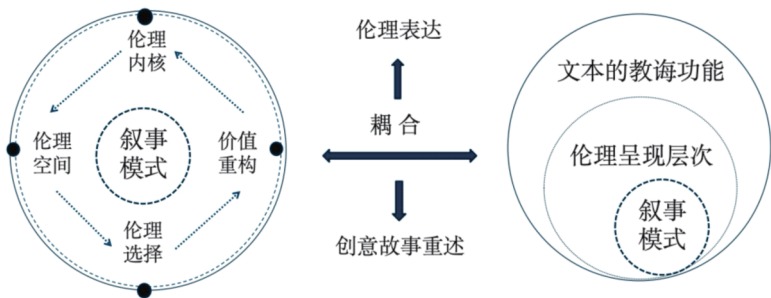 伦理
内核
伦理
空间
叙事
模式
价值
重构
伦理
选择
伦理表达
耦合
创意故事重述
文本的教诲功能
伦理呈现层次
叙事
模式